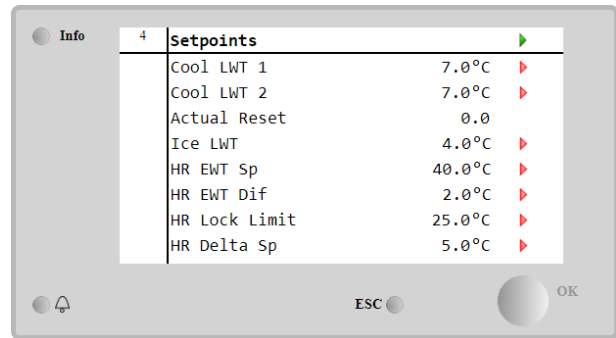 Info
4 Setpoints
Cool LWT 1 7.0°C
Cool LWT 2 7.0°C
Actual Reset 0.0
Ice LWT 4.0°C
HR EWT Sp 40.0°C
HR EWT Dif 2.0°C
HR Lock Limit 25.0°C
HR Delta Sp 5.0°C
ESC
OK